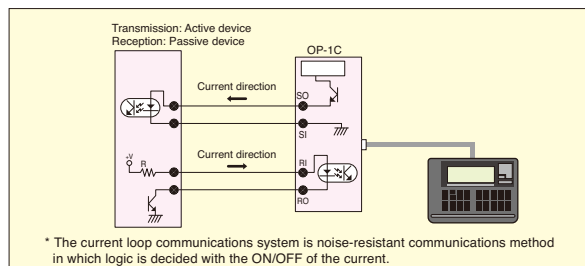 Transmission: Active device
Reception: Passive device
OP-1C
Current direction
SO
SI
Current direction
+V
R
RI
RO
* The current loop communications system is noise-resistant communications method
in which logic is decided with the ON/OFF of the current.